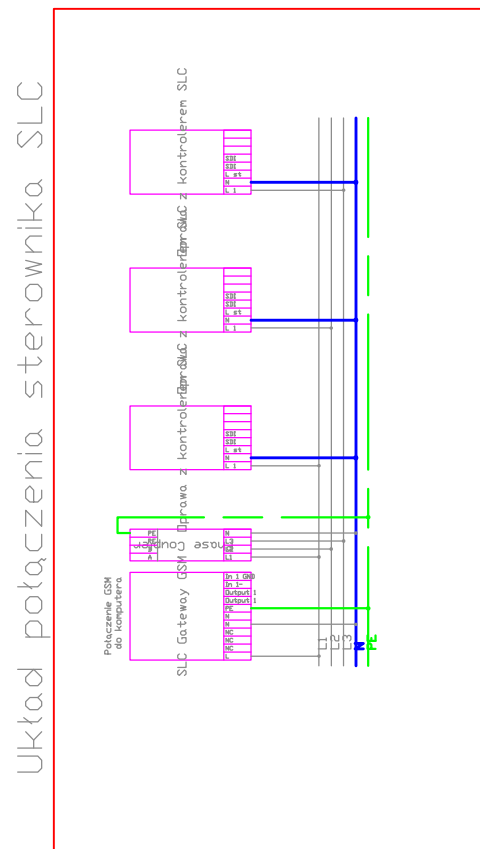 Układ połączenia sterownika SLC
Oprawa z kontrolerem SLC
SDI
SDI
L st
N
L 1
Oprawa z kontrolerem SLC
SDI
SDI
L st
N
L 1
Oprawa z kontrolerem SLC
SDI
SDI
L st
N
L 1
Phase Coupler
PE
A
N
L3
L2
L1
SLC Gateway GSM
In 1 GND
In 1-
Output 1
Output 1
PE
N
N
NC
NC
NC
L
Połaczenie GSM
do komputera
L1
L2
L3
N
PE